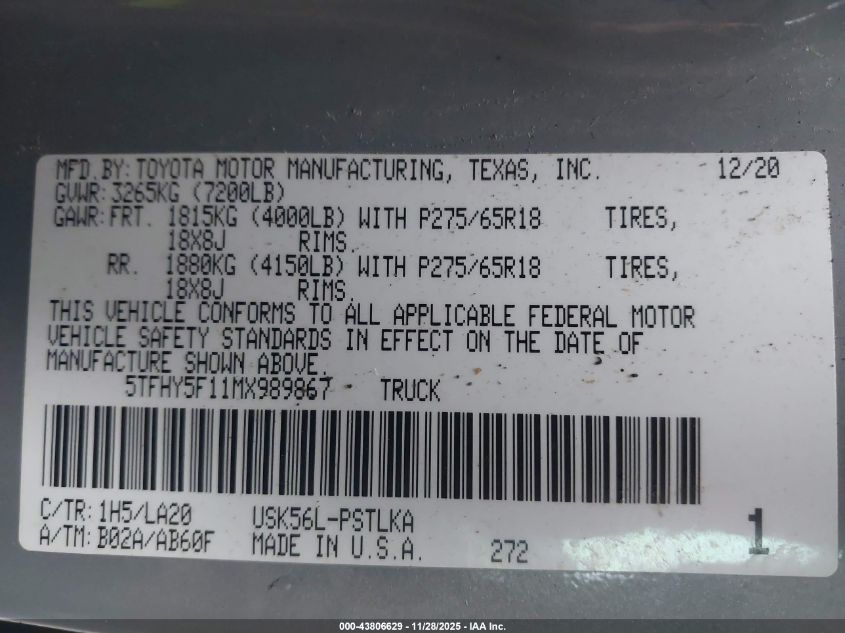 MFD.BY: TOYOTA MOTOR MANUFACTURING, TEXAS, INC. 12/20
GVWR: 3265KG (7200LB)
GAWR: FRT. 1815KG (4000LB) WITH P275/65R18 TIRES,
18X8J RIMS.
RR. 1880KG (4150LB) WITH P275/65R18 TIRES,
18X8J RIMS.
THIS VEHICLE CONFORMS TO ALL APPLICABLE FEDERAL MOTOR
VEHICLE SAFETY STANDARDS IN EFFECT ON THE DATE OF
MANUFACTURE SHOWN ABOVE.
5TFHY5F11MX989867 TRUCK
C/TR: 1H5/LA20 USK56L-PSTLKA
A/TM: B02A/AB60F MADE IN U.S.A. 272 1
000-43806629 - 11/28/2025 - IAA Inc.